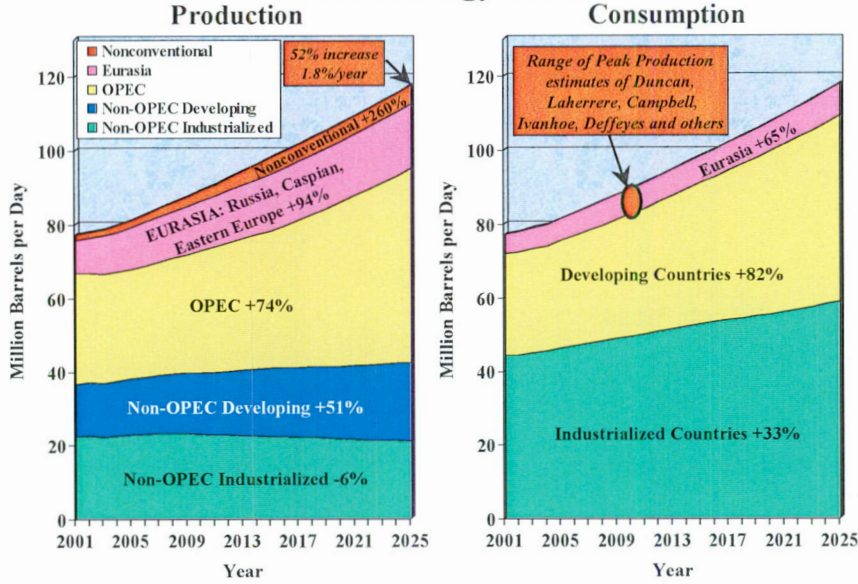 Production
Nonconventional
Eurasia
OPEC
Non-OPEC Developing
Non-OPEC Industrialized
52% increase
1.8%/year
Nonconventional +260%
EURASIA: Russia, Caspian,
Eastern Europe +94%
OPEC +74%
Non-OPEC Developing +51%
Non-OPEC Industrialized -6%
Million Barrels per Day
120
100
80
60
40
20
0
2001 2005 2009 2013 2017 2021 2025
Year
Consumption
Range of Peak Production
estimates of Duncan,
Laherrere, Campbell,
Ivanhoe, Deffeyes and others
Eurasia +65%
Developing Countries +82%
Industrialized Countries +33%
Million Barrels per Day
120
100
80
60
40
20
0
2001 2005 2009 2013 2017 2021 2025
Year